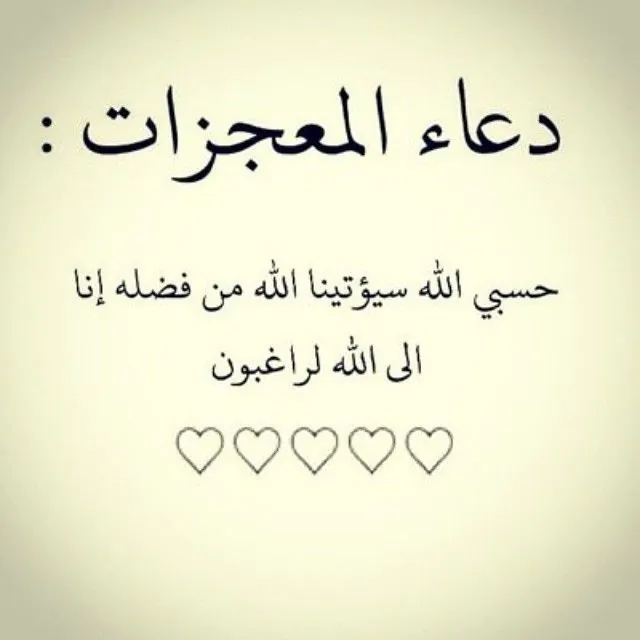 دعاء المعجزات :
حسبي الله سيؤتينا الله من فضله إنا
الى الله لراغبون
♡♡♡♡♡